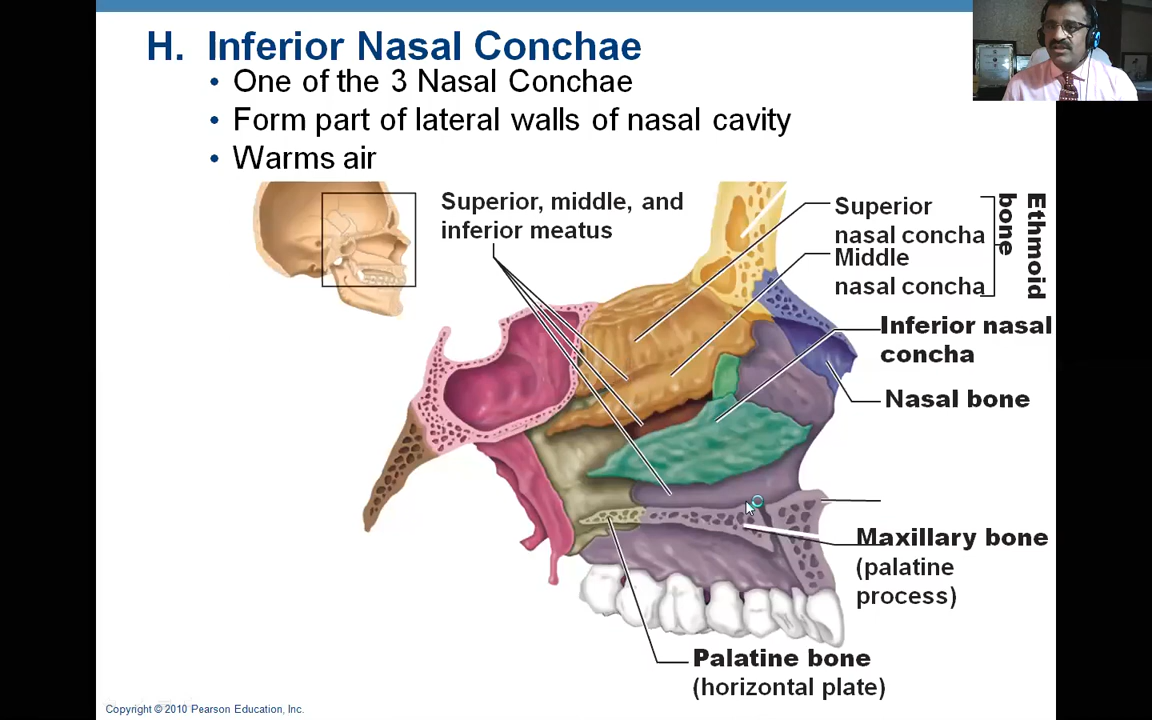 H. Inferior Nasal Conchae
• One of the 3 Nasal Conchae
• Form part of lateral walls of nasal cavity
• Warms air
Superior, middle, and
inferior meatus
Superior
nasal concha
Middle
nasal concha
Ethmoid
bone
Inferior nasal
concha
Nasal bone
Maxillary bone
(palatine
process)
Palatine bone
(horizontal plate)
Copyright © 2010 Pearson Education, Inc.